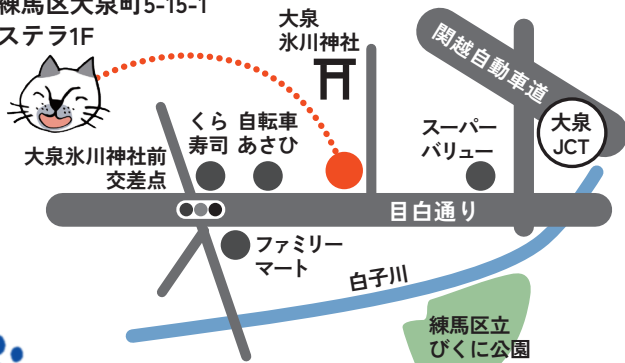 練馬区大泉町5-15-1
ステラ1F
大泉
氷川神社
関越自動車道
大泉
JCT
くら
寿司
自転車
あさひ
スーパー
バリュー
大泉氷川神社前
交差点
目白通り
ファミリー
マート
白子川
練馬区立
びくに公園